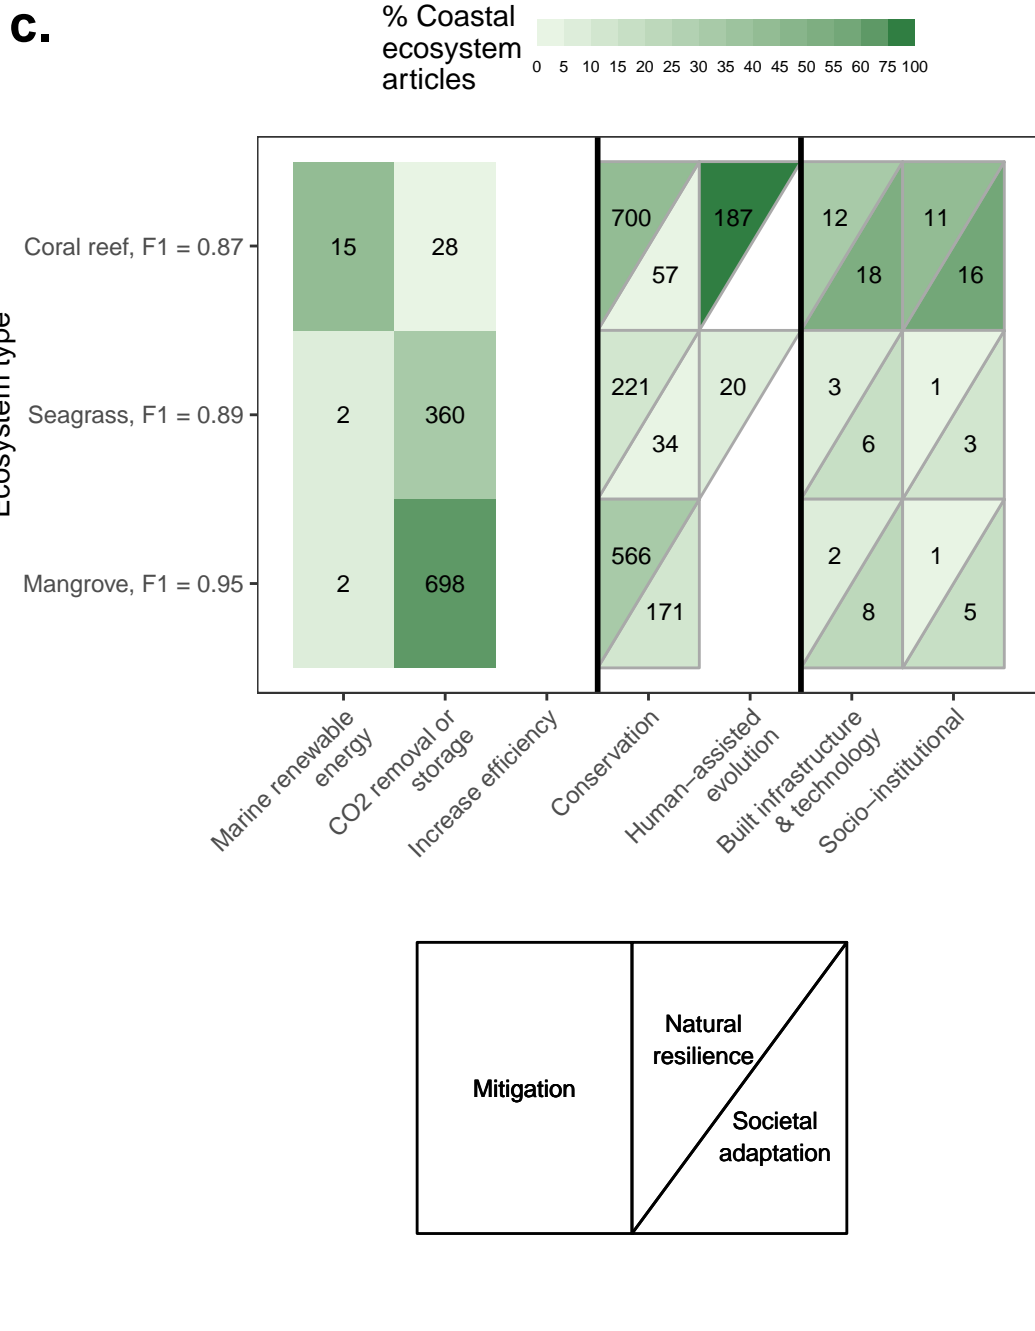 c.
% Coastal
ecosystem
articles
0 5 10 15 20 25 30 35 40 45 50 55 60 75 100
Ecosystem type
Coral reef, F1 = 0.87
15 28 700 57 187 12 18 11 16
Seagrass, F1 = 0.89
2 360 221 34 20 3 6 1 3
Mangrove, F1 = 0.95
2 698 566 171 2 8 1 5
Marine renewable
energy
CO2 removal or
storage
Increase efficiency
Conservation
Human−assisted
evolution
Built infrastructure
& technology
Socio−institutional
Mitigation
Natural
resilience
Societal
adaptation